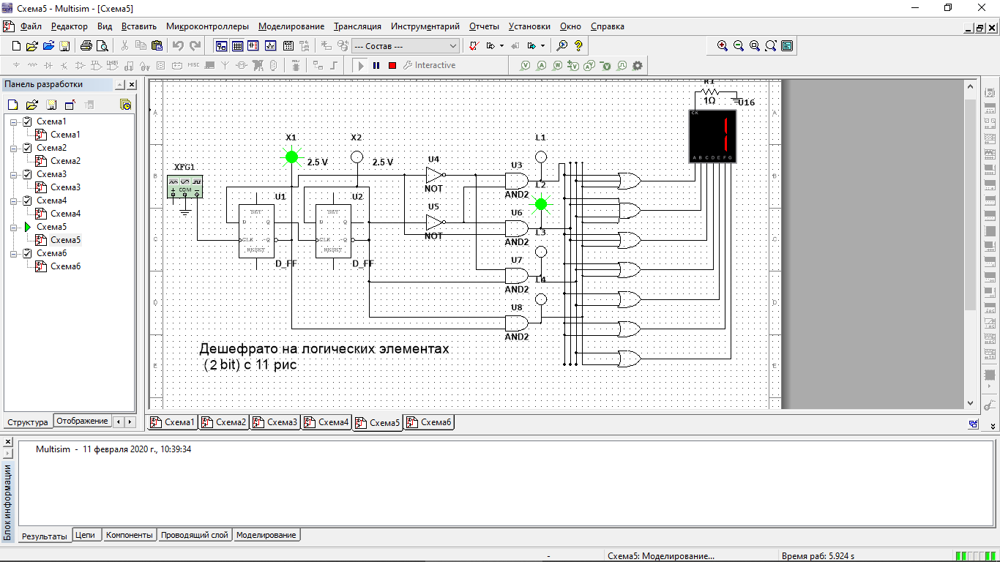 Схема5 - Multisim - [Схема5]
Файл Редактор Вид Вставить Микроконтроллеры Моделирование Трансляция Инструментарий Отчеты Установки Окно Справка
--- Состав ---
Interactive
Панель разработки
Схема1
Схема1
Схема2
Схема2
Схема3
Схема3
Схема4
Схема4
Схема5
Схема5
Схема6
Схема6
Структура Отображение
R1
1Ω
U16
CK
A B C D E F G
X1 X2 L1
2.5 V 2.5 V
XFG1
COM
U4
NOT
U3
AND2
L2
U1 U2
SET SET
D Q D Q
CLK ~Q CLK ~Q
RESET RESET
D_FF D_FF
U5
NOT
U6
AND2
L3
U7
AND2
L4
U8
AND2
A
B
C
D
E
A
B
C
D
E
Дешефрато на логических элементах
(2 bit) с 11 рис
Схема1 Схема2 Схема3 Схема4 Схема5 Схема6
Multisim - 11 февраля 2020 г., 10:39:34
Блок информации
Результаты Цепи Компоненты Проводящий слой Моделирование
- Схема5: Моделирование... Время раб: 5.924 s